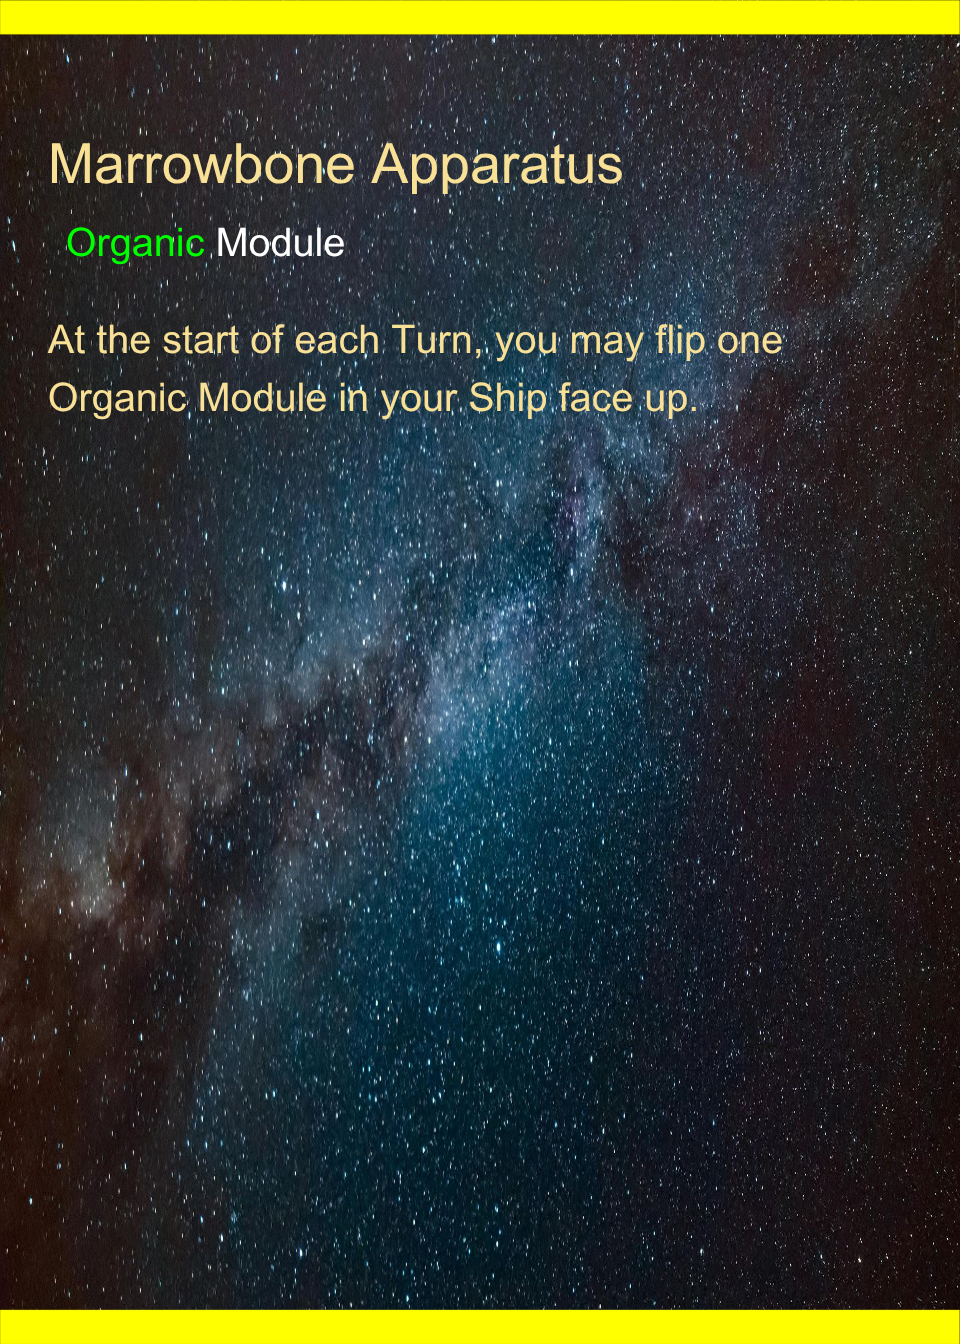 Marrowbone Apparatus
Organic Module
At the start of each Turn, you may flip one
Organic Module in your Ship face up.